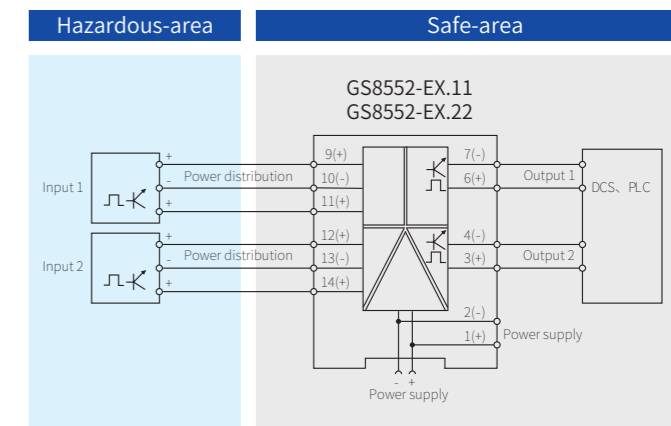 Hazardous-area
Safe-area
GS8552-EX.11
GS8552-EX.22
Input 1
+
- Power distribution
+
9(+)
10(-)
11(+)
7(-)
6(+)
Output 1
DCS、PLC
Input 2
+
- Power distribution
+
12(+)
13(-)
14(+)
4(-)
3(+)
Output 2
2(-)
1(+)
Power supply
- +
Power supply